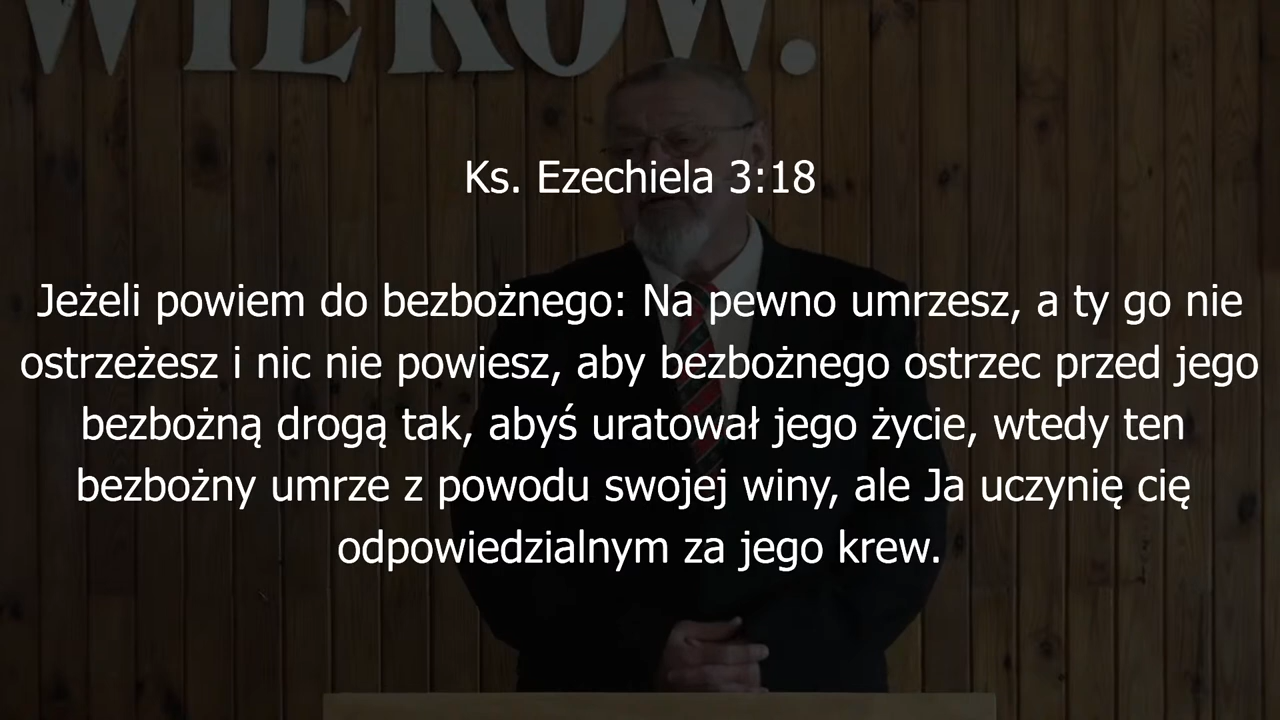 WIEKÓW.
Ks. Ezechiela 3:18
Jeżeli powiem do bezbożnego: Na pewno umrzesz, a ty go nie
ostrzeżesz i nic nie powiesz, aby bezbożnego ostrzec przed jego
bezbożną drogą tak, abyś uratował jego życie, wtedy ten
bezbożny umrze z powodu swojej winy, ale Ja uczynię cię
odpowiedzialnym za jego krew.